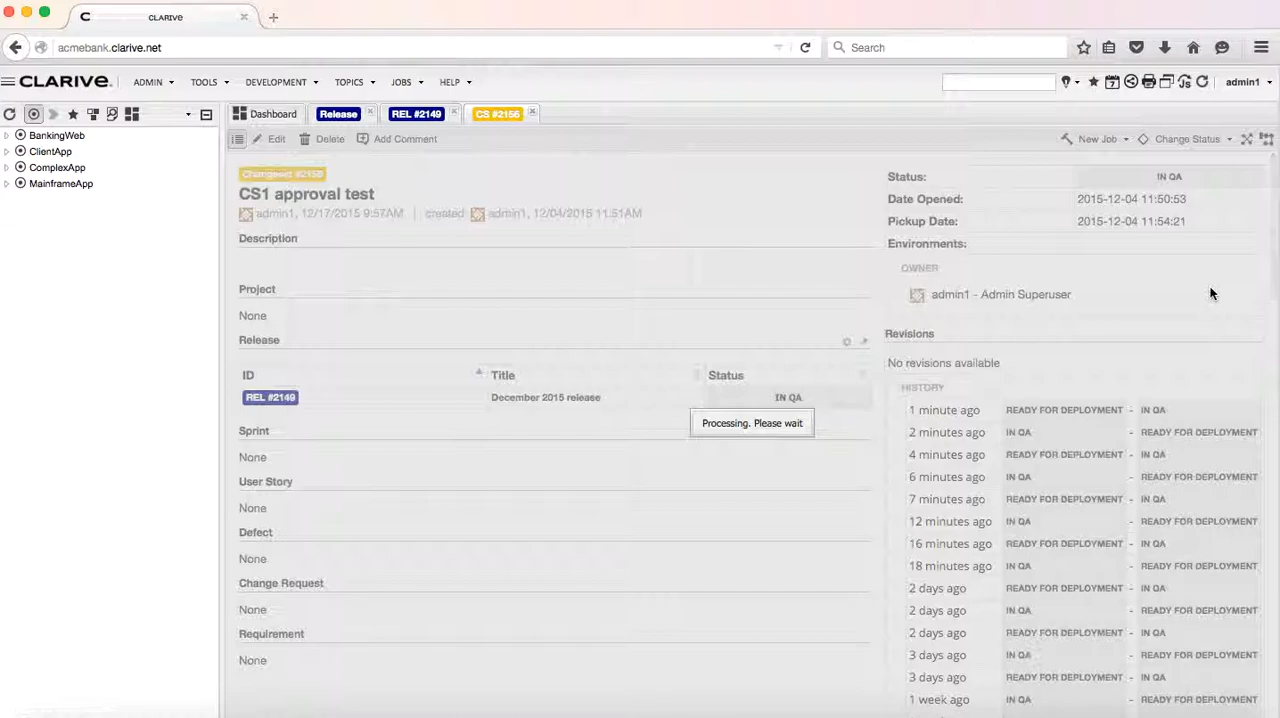 CLARIVE
acmebank.clarive.net
Search
CLARIVE
ADMIN
TOOLS
DEVELOPMENT
TOPICS
JOBS
HELP
admin1
Dashboard
Release
REL #2149
CS #2156
Edit
Delete
Add Comment
New Job
Change Status
BankingWeb
ClientApp
ComplexApp
MainframeApp
Changeset #2156
CS1 approval test
admin1, 12/17/2015 9:57AM | created admin1, 12/04/2015 11:51AM
Description
Project
None
Release
ID Title Status
REL #2149 December 2015 release IN QA
Processing. Please wait
Sprint
None
User Story
None
Defect
None
Change Request
None
Requirement
None
Status: IN QA
Date Opened: 2015-12-04 11:50:53
Pickup Date: 2015-12-04 11:54:21
Environments:
OWNER
admin1 - Admin Superuser
Revisions
No revisions available
HISTORY
1 minute ago READY FOR DEPLOYMENT - IN QA
2 minutes ago IN QA - READY FOR DEPLOYMENT
4 minutes ago READY FOR DEPLOYMENT - IN QA
6 minutes ago IN QA - READY FOR DEPLOYMENT
7 minutes ago READY FOR DEPLOYMENT - IN QA
12 minutes ago IN QA - READY FOR DEPLOYMENT
16 minutes ago READY FOR DEPLOYMENT - IN QA
18 minutes ago IN QA - READY FOR DEPLOYMENT
2 days ago READY FOR DEPLOYMENT - IN QA
2 days ago IN QA - READY FOR DEPLOYMENT
2 days ago READY FOR DEPLOYMENT - IN QA
3 days ago IN QA - READY FOR DEPLOYMENT
3 days ago READY FOR DEPLOYMENT - IN QA
1 week ago IN QA - READY FOR DEPLOYMENT